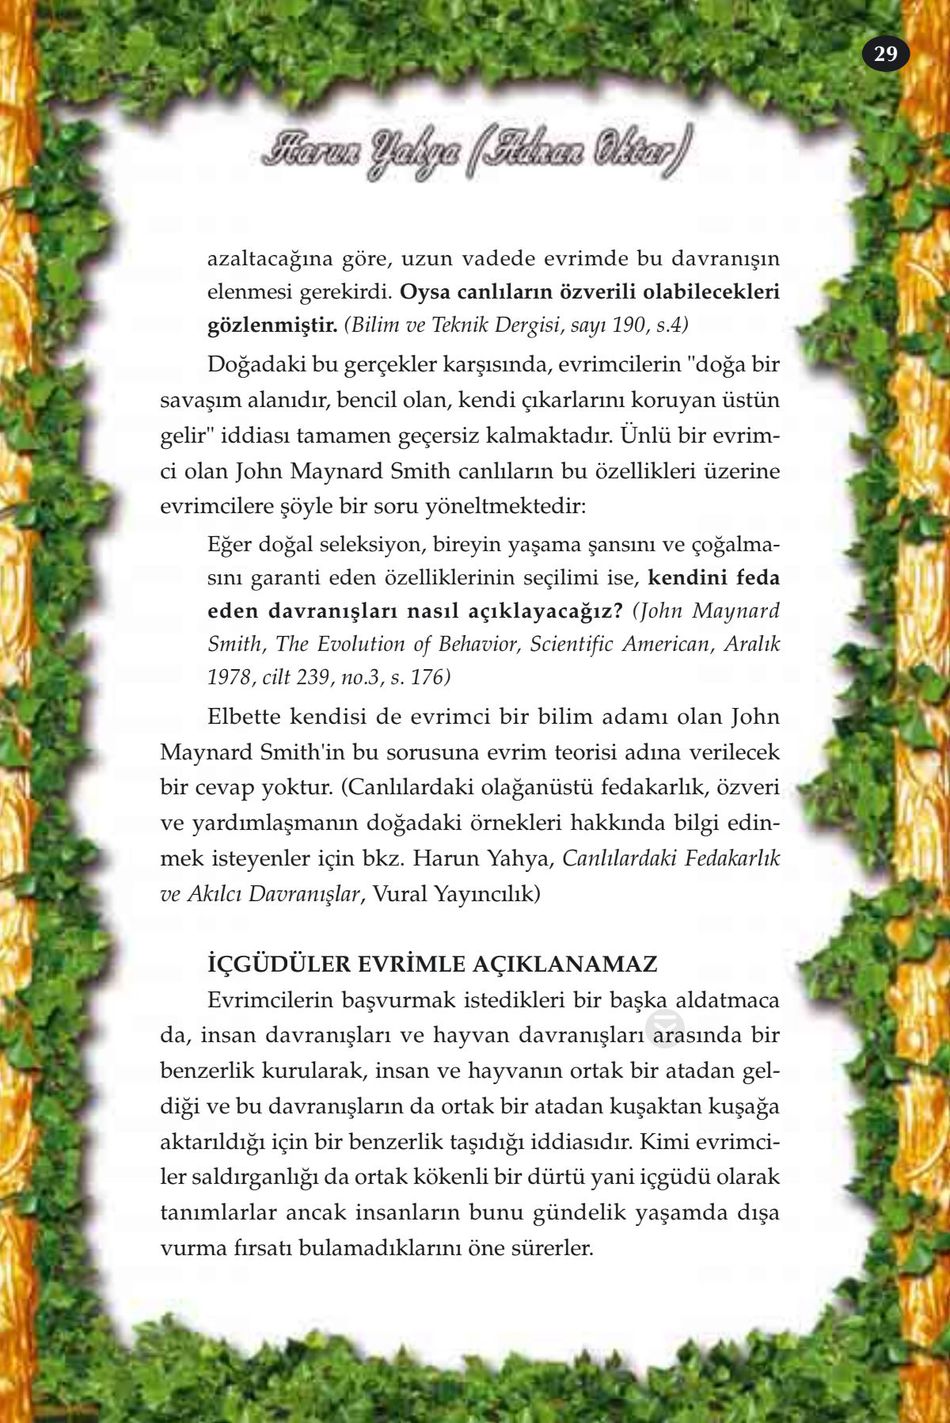 29
Harun Yahya (Adnan Oktar)
azaltacağına göre, uzun vadede evrimde bu davranışın
elenmesi gerekirdi. Oysa canlıların özverili olabilecekleri
gözlenmiştir. (Bilim ve Teknik Dergisi, sayı 190, s.4)
Doğadaki bu gerçekler karşısında, evrimcilerin "doğa bir
savaşım alanıdır, bencil olan, kendi çıkarlarını koruyan üstün
gelir" iddiası tamamen geçersiz kalmaktadır. Ünlü bir evrim-
ci olan John Maynard Smith canlıların bu özellikleri üzerine
evrimcilere şöyle bir soru yöneltmektedir:
Eğer doğal seleksiyon, bireyin yaşama şansını ve çoğalma-
sını garanti eden özelliklerinin seçilimi ise, kendini feda
eden davranışları nasıl açıklayacağız? (John Maynard
Smith, The Evolution of Behavior, Scientific American, Aralık
1978, cilt 239, no.3, s. 176)
Elbette kendisi de evrimci bir bilim adamı olan John
Maynard Smith'in bu sorusuna evrim teorisi adına verilecek
bir cevap yoktur. (Canlılardaki olağanüstü fedakarlık, özveri
ve yardımlaşmanın doğadaki örnekleri hakkında bilgi edin-
mek isteyenler için bkz. Harun Yahya, Canlılardaki Fedakarlık
ve Akılcı Davranışlar, Vural Yayıncılık)
İÇGÜDÜLER EVRİMLE AÇIKLANAMAZ
Evrimcilerin başvurmak istedikleri bir başka aldatmaca
da, insan davranışları ve hayvan davranışları arasında bir
benzerlik kurularak, insan ve hayvanın ortak bir atadan gel-
diği ve bu davranışların da ortak bir atadan kuşaktan kuşağa
aktarıldığı için bir benzerlik taşıdığı iddiasıdır. Kimi evrimci-
ler saldırganlığı da ortak kökenli bir dürtü yani içgüdü olarak
tanımlarlar ancak insanların bunu gündelik yaşamda dışa
vurma fırsatı bulamadıklarını öne sürerler.